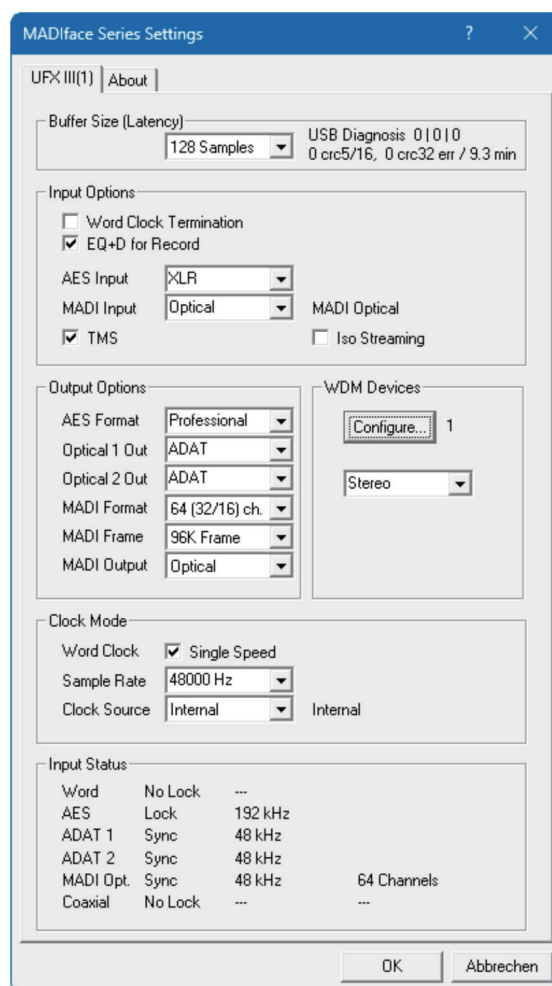 MADIface Series Settings ? ×
UFX III(1) About
Buffer Size (Latency)
128 Samples
USB Diagnosis 0 | 0 | 0
0 crc5/16, 0 crc32 err / 9.3 min
Input Options
Word Clock Termination
EQ+D for Record
AES Input XLR
MADI Input Optical MADI Optical
TMS Iso Streaming
Output Options
AES Format Professional
Optical 1 Out ADAT
Optical 2 Out ADAT
MADI Format 64 (32/16) ch.
MADI Frame 96K Frame
MADI Output Optical
WDM Devices
Configure... 1
Stereo
Clock Mode
Word Clock Single Speed
Sample Rate 48000 Hz
Clock Source Internal Internal
Input Status
Word No Lock ---
AES Lock 192 kHz
ADAT 1 Sync 48 kHz
ADAT 2 Sync 48 kHz
MADI Opt. Sync 48 kHz 64 Channels
Coaxial No Lock --- ---
OK Abbrechen